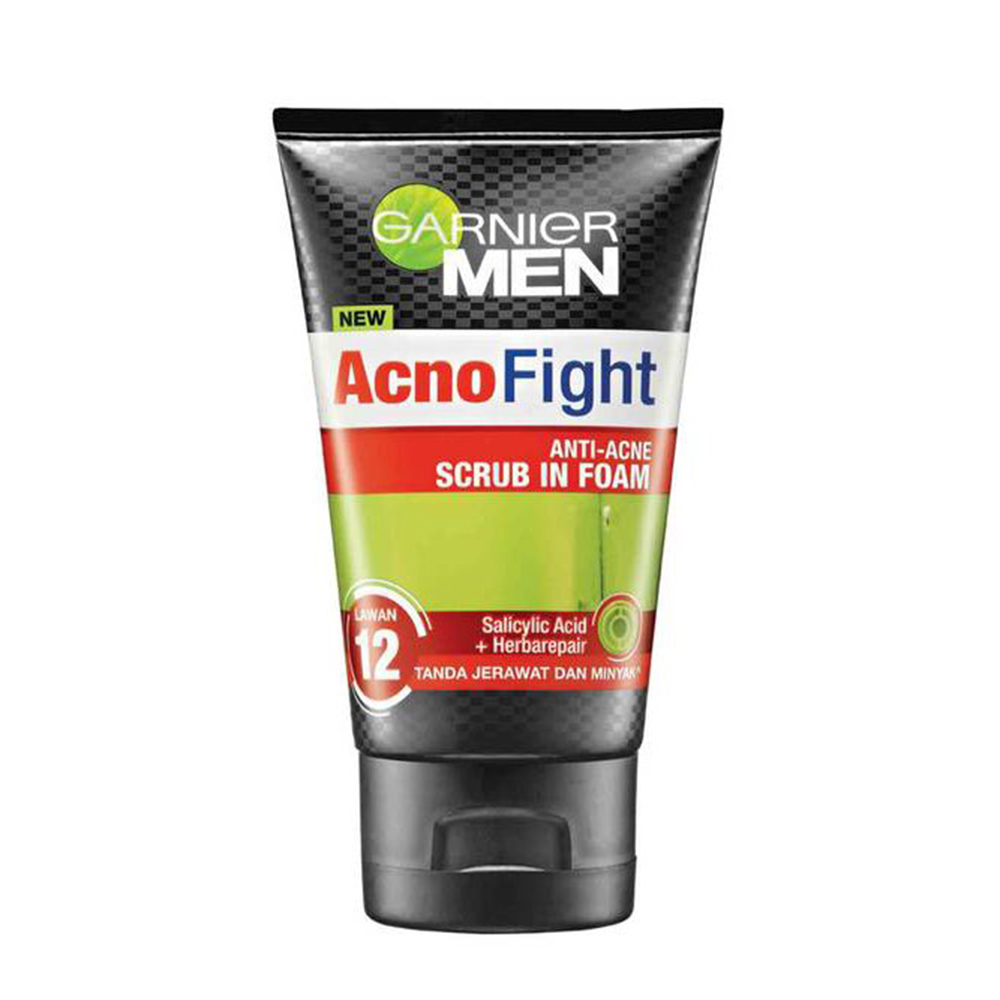 GARNIER
MEN
NEW
AcnoFight
ANTI-ACNE
SCRUB IN FOAM
LAWAN
12
Salicylic Acid
+ Herbarepair
TANDA JERAWAT DAN MINYAK*